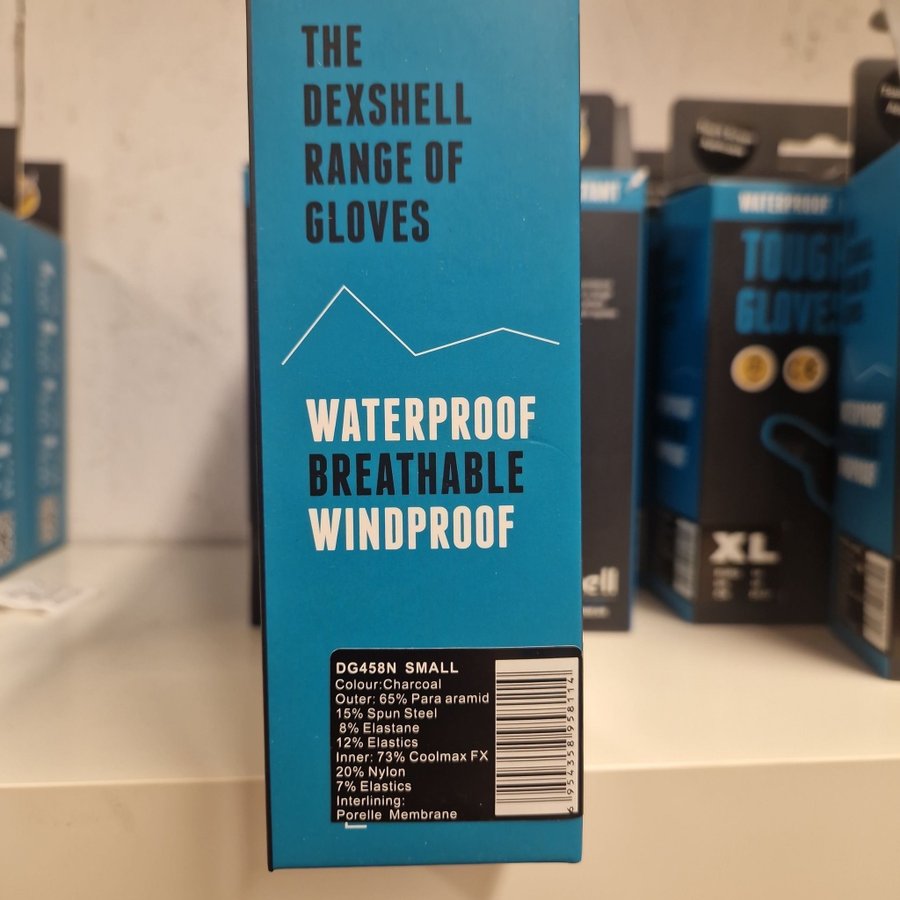 THE
DEXSHELL
RANGE OF
GLOVES
WATERPROOF
BREATHABLE
WINDPROOF
DG458N SMALL
Colour:Charcoal
Outer: 65% Para aramid
15% Spun Steel
8% Elastane
12% Elastics
Inner: 73% Coolmax FX
20% Nylon
7% Elastics
Interlining:
Porelle Membrane
6954358958114
WATERPROOF
TOUGH
GLOVES
XL